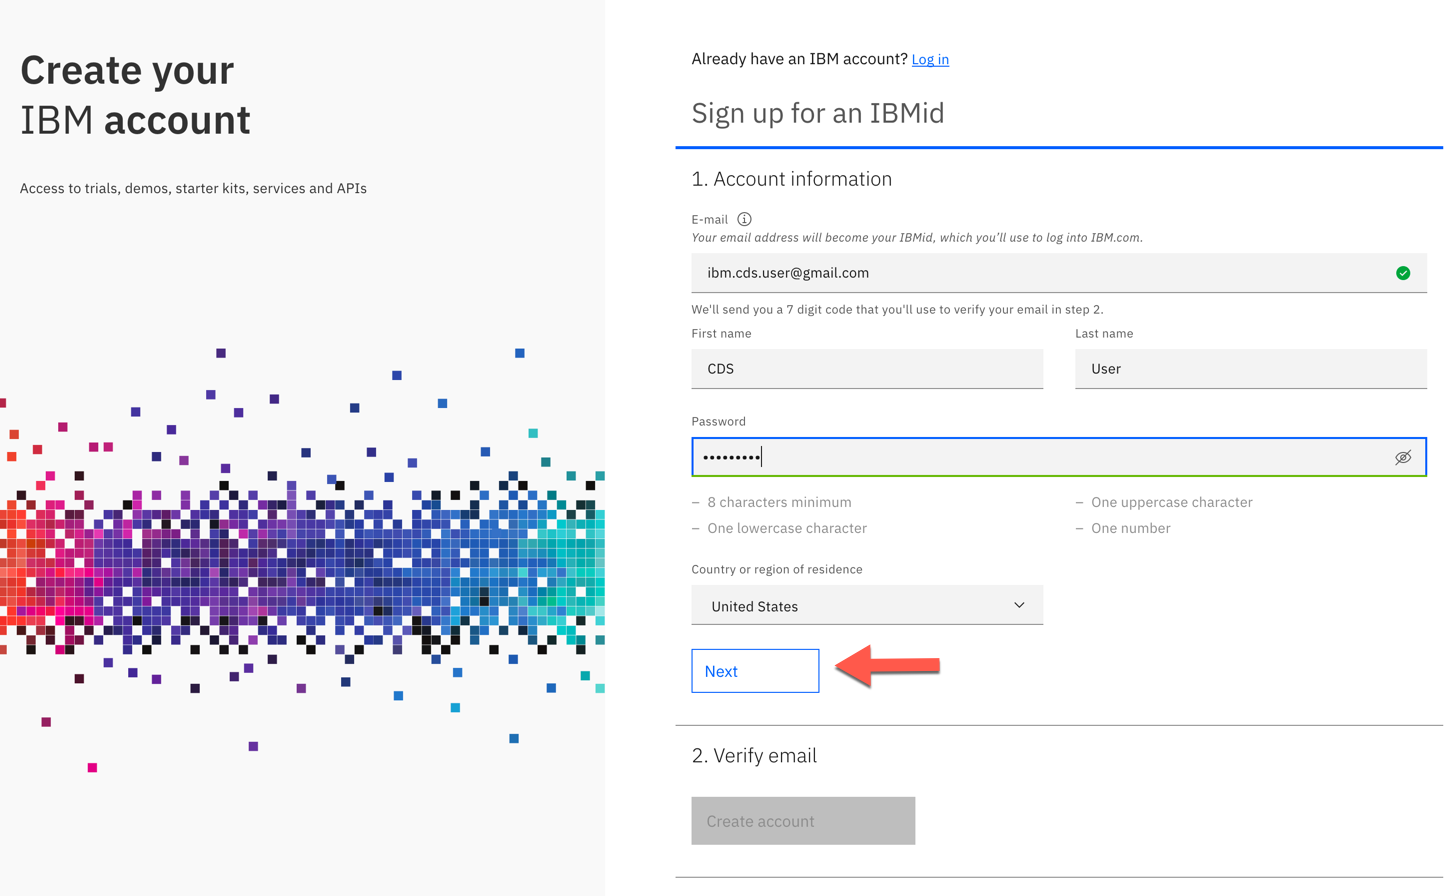 Create your
IBM account
Access to trials, demos, starter kits, services and APIs
Already have an IBM account? Log in
Sign up for an IBMid
1. Account information
E-mail
Your email address will become your IBMid, which you'll use to log into IBM.com.
ibm.cds.user@gmail.com
We'll send you a 7 digit code that you'll use to verify your email in step 2.
First name
Last name
CDS
User
Password
•••••••••
– 8 characters minimum
– One uppercase character
– One lowercase character
– One number
Country or region of residence
United States
Next
2. Verify email
Create account